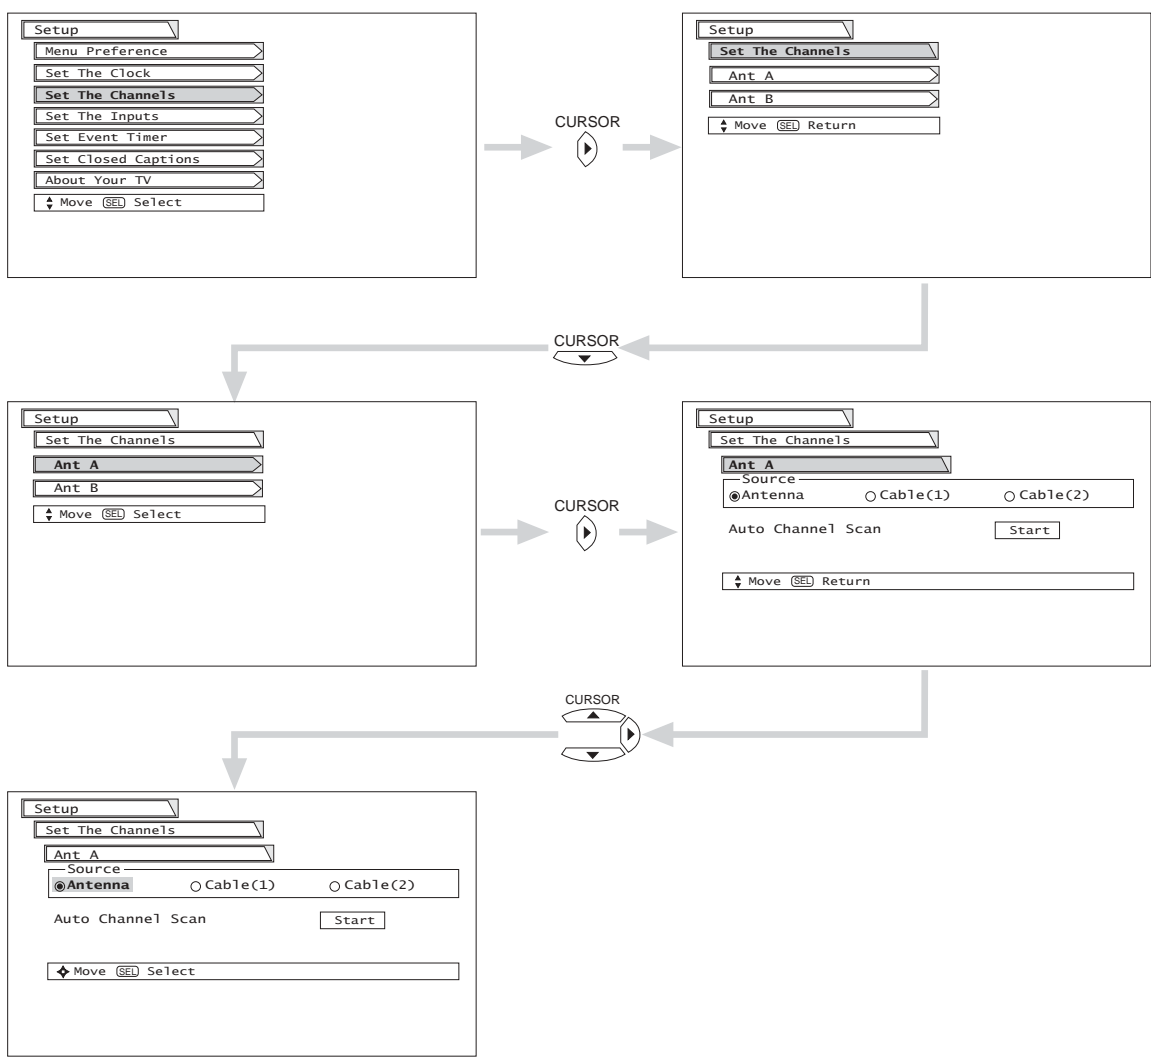 Setup
Menu Preference
Set The Clock
Set The Channels
Set The Inputs
Set Event Timer
Set Closed Captions
About Your TV
Move SEL Select
CURSOR
Setup
Set The Channels
Ant A
Ant B
Move SEL Return
CURSOR
Setup
Set The Channels
Ant A
Ant B
Move SEL Select
CURSOR
Setup
Set The Channels
Ant A
Source
Antenna Cable(1) Cable(2)
Auto Channel Scan Start
Move SEL Return
CURSOR
Setup
Set The Channels
Ant A
Source
Antenna Cable(1) Cable(2)
Auto Channel Scan Start
Move SEL Select